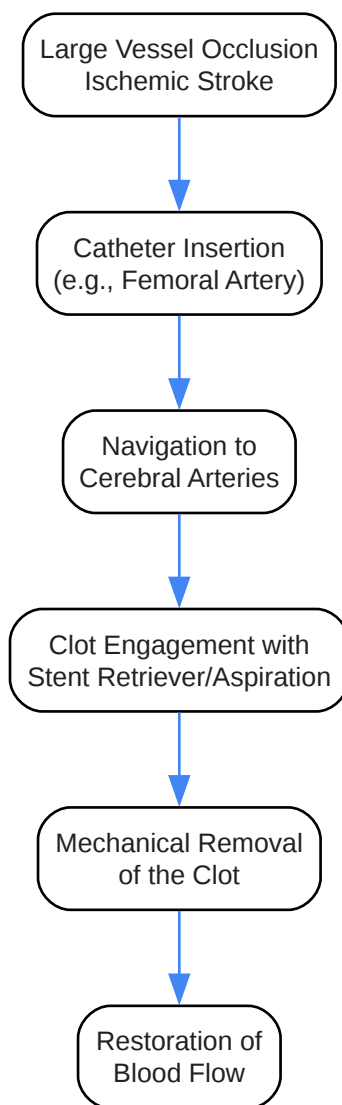 Large Vessel Occlusion
Ischemic Stroke
Catheter Insertion
(e.g., Femoral Artery)
Navigation to
Cerebral Arteries
Clot Engagement with
Stent Retriever/Aspiration
Mechanical Removal
of the Clot
Restoration of
Blood Flow